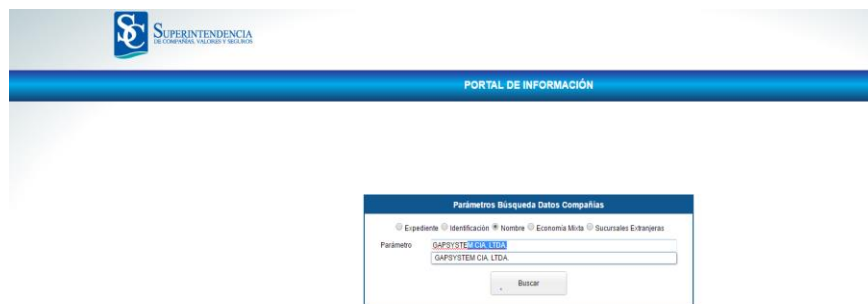 SC SUPERINTENDENCIA
DE COMPAÑÍAS, VALORES Y SEGUROS
PORTAL DE INFORMACIÓN
Parámetros Búsqueda Datos Compañías
Expediente Identificación Nombre Economía Mixta Sucursales Extranjeras
Parámetro GAPSYSTEM CIA. LTDA.
GAPSYSTEM CIA. LTDA.
Buscar